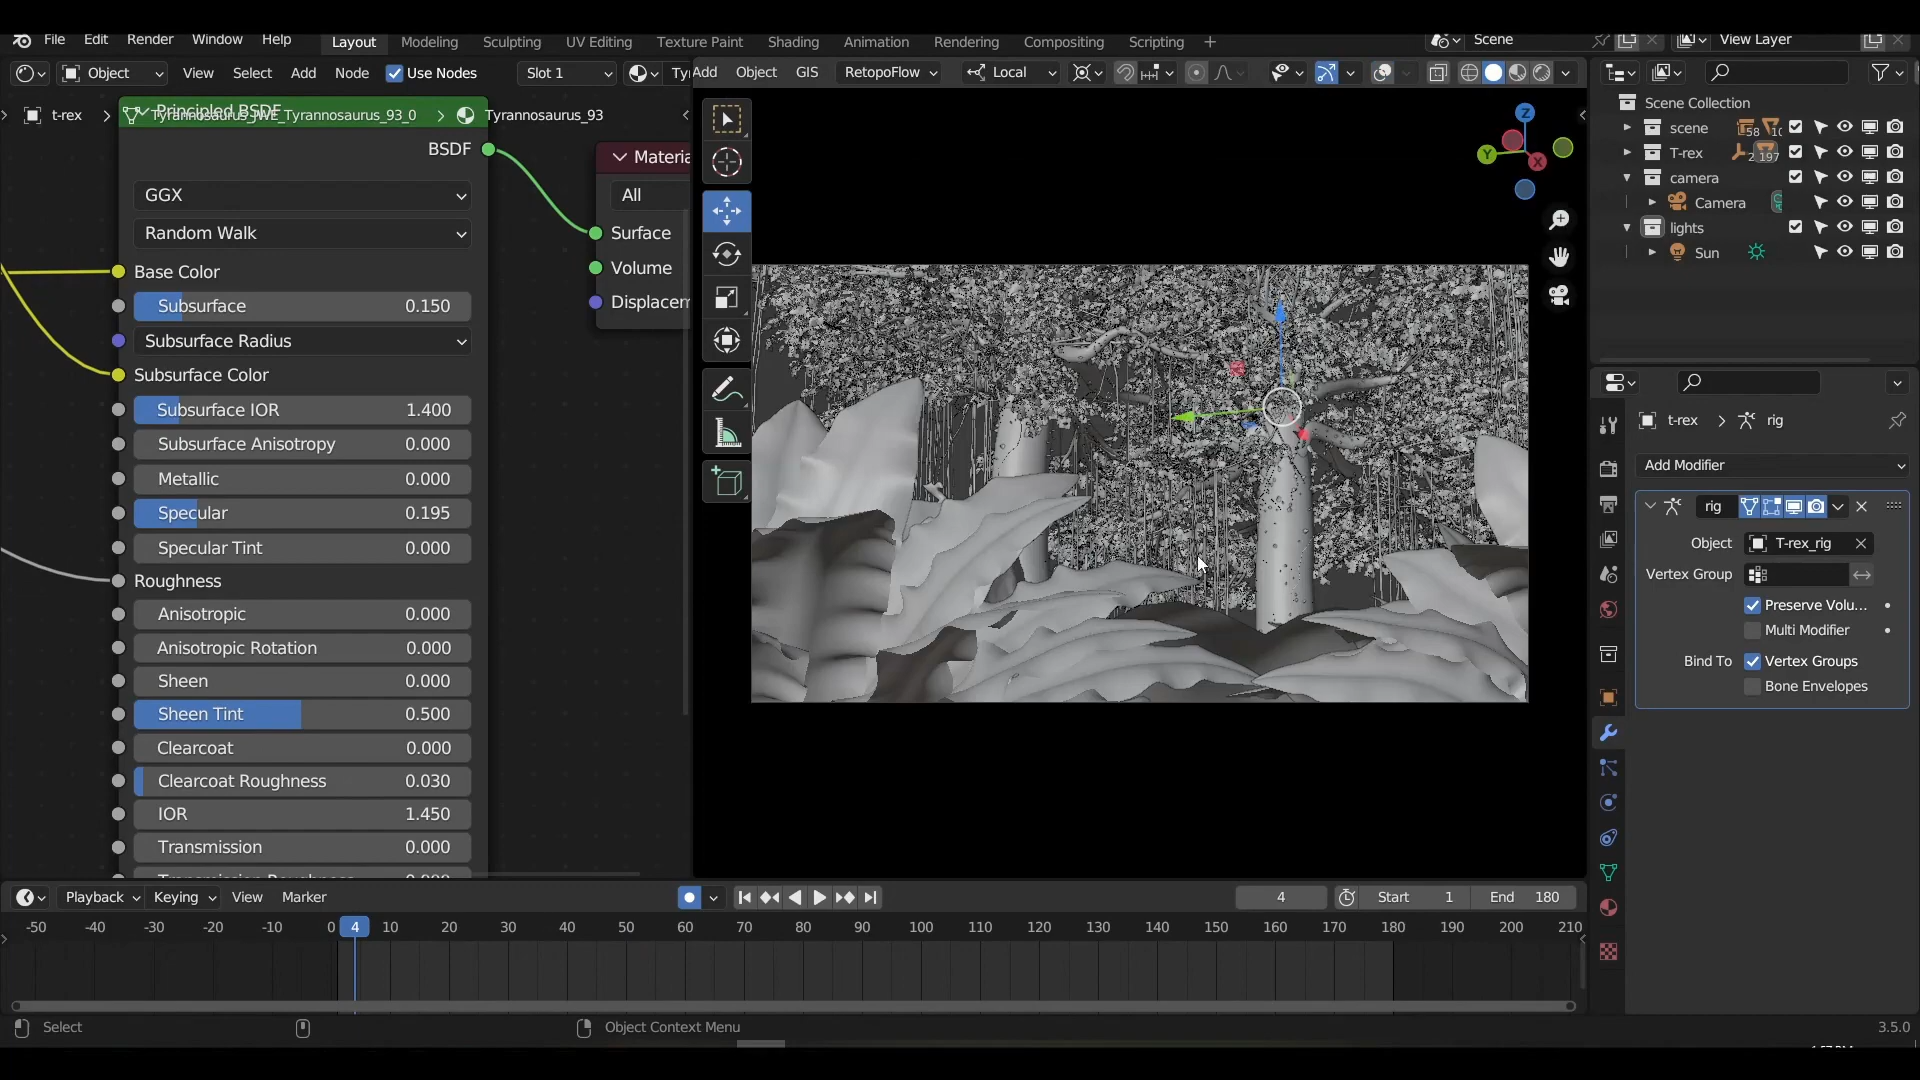 File Edit Render Window Help
Layout Modeling Sculpting UV Editing Texture Paint Shading Animation Rendering Compositing Scripting +
Scene
View Layer
Object View Select Add Node Use Nodes Slot 1
Add Object GIS RetopoFlow Local
t-rex > Tyrannosaurus_JWE_Tyrannosaurus_93_0 > Tyrannosaurus_93
Principled BSDF
BSDF
GGX
Random Walk
Base Color
Subsurface 0.150
Subsurface Radius
Subsurface Color
Subsurface IOR 1.400
Subsurface Anisotropy 0.000
Metallic 0.000
Specular 0.195
Specular Tint 0.000
Roughness
Anisotropic 0.000
Anisotropic Rotation 0.000
Sheen 0.000
Sheen Tint 0.500
Clearcoat 0.000
Clearcoat Roughness 0.030
IOR 1.450
Transmission 0.000
Materia
All
Surface
Volume
Displacem
Z
Y
X
Scene Collection
scene 58
T-rex 2 197
camera
Camera
lights
Sun
t-rex > rig
Add Modifier
rig
Object T-rex_rig
Vertex Group
Preserve Volu...
Multi Modifier
Bind To Vertex Groups
Bone Envelopes
Playback Keying View Marker
4 Start 1 End 180
-50 -40 -30 -20 -10 0 4 10 20 30 40 50 60 70 80 90 100 110 120 130 140 150 160 170 180 190 200 210
Select
Object Context Menu
3.5.0